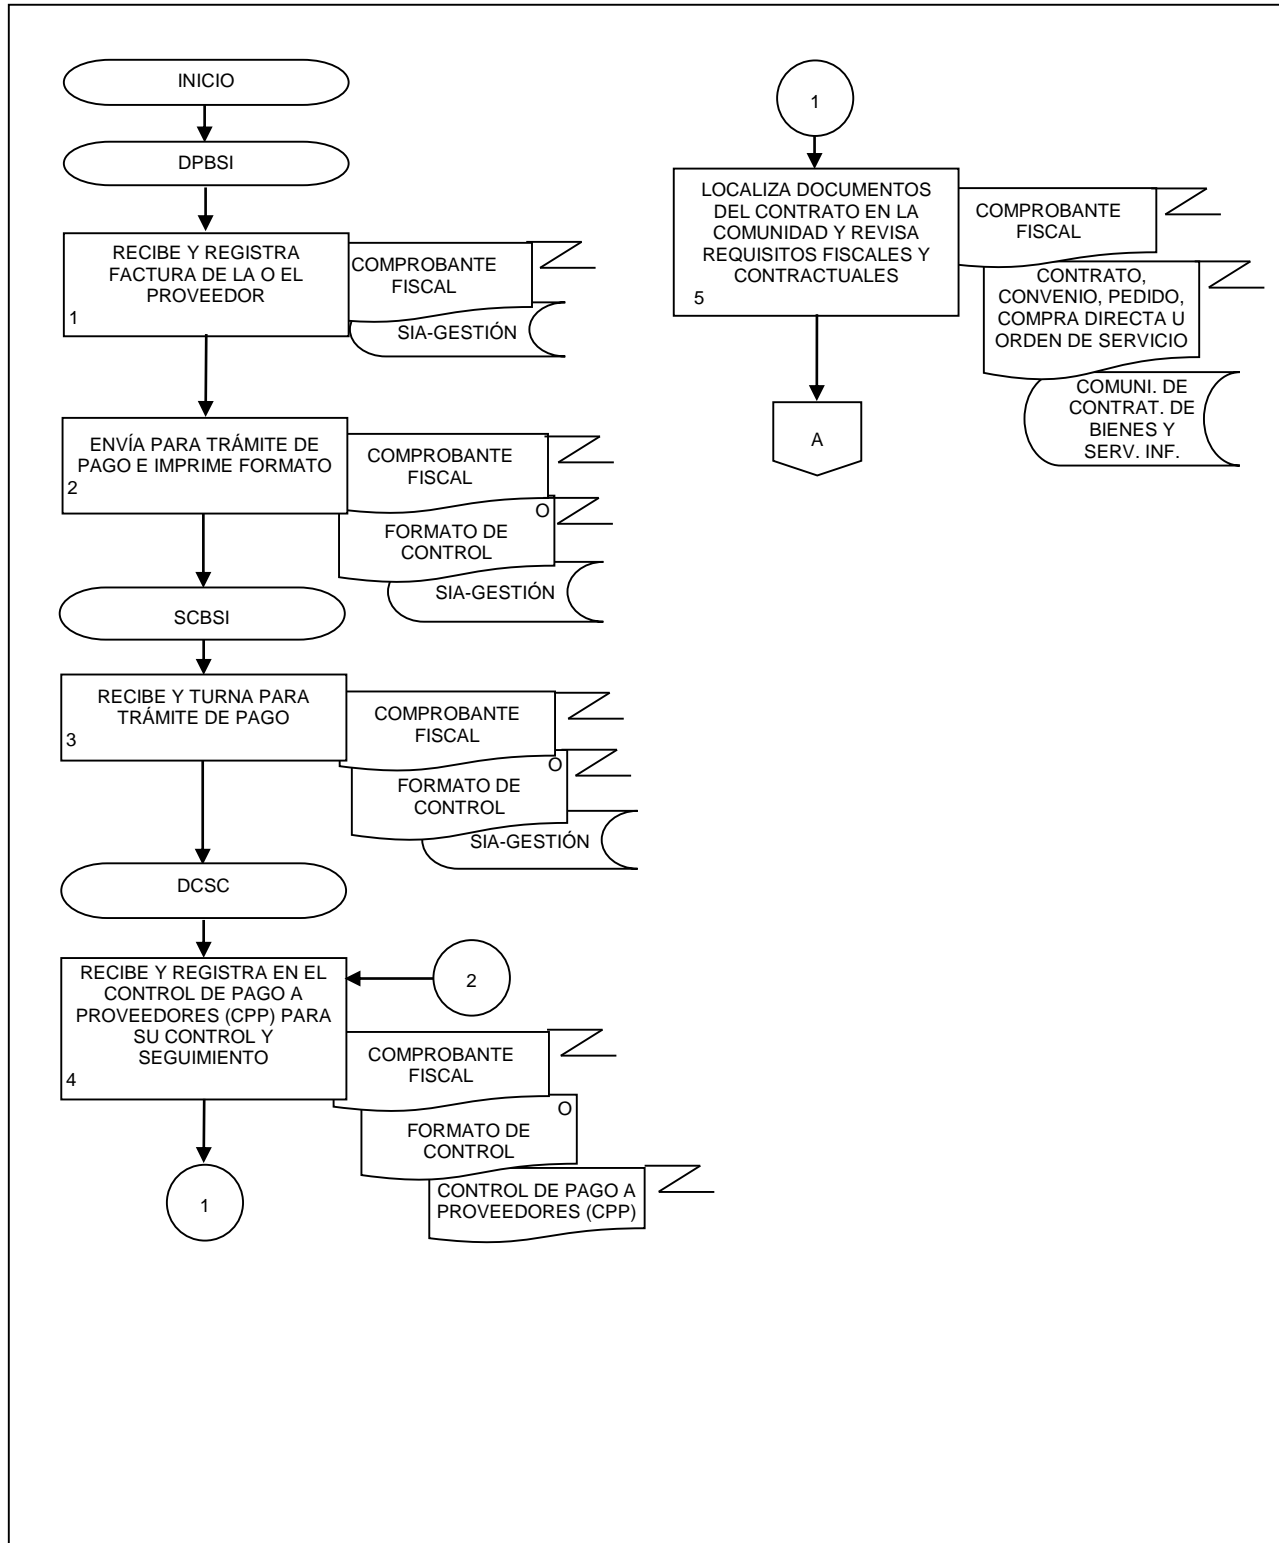 INICIO
DPBSI
RECIBE Y REGISTRA
FACTURA DE LA O EL
PROVEEDOR
1
COMPROBANTE
FISCAL
SIA-GESTIÓN
ENVÍA PARA TRÁMITE DE
PAGO E IMPRIME FORMATO
2
COMPROBANTE
FISCAL
O
FORMATO DE
CONTROL
SIA-GESTIÓN
SCBSI
RECIBE Y TURNA PARA
TRÁMITE DE PAGO
3
COMPROBANTE
FISCAL
O
FORMATO DE
CONTROL
SIA-GESTIÓN
DCSC
RECIBE Y REGISTRA EN EL
CONTROL DE PAGO A
PROVEEDORES (CPP) PARA
SU CONTROL Y
SEGUIMIENTO
4
2
COMPROBANTE
FISCAL
O
FORMATO DE
CONTROL
CONTROL DE PAGO A
PROVEEDORES (CPP)
1
1
LOCALIZA DOCUMENTOS
DEL CONTRATO EN LA
COMUNIDAD Y REVISA
REQUISITOS FISCALES Y
CONTRACTUALES
5
COMPROBANTE
FISCAL
CONTRATO,
CONVENIO, PEDIDO,
COMPRA DIRECTA U
ORDEN DE SERVICIO
COMUNI. DE
CONTRAT. DE
BIENES Y
SERV. INF.
A